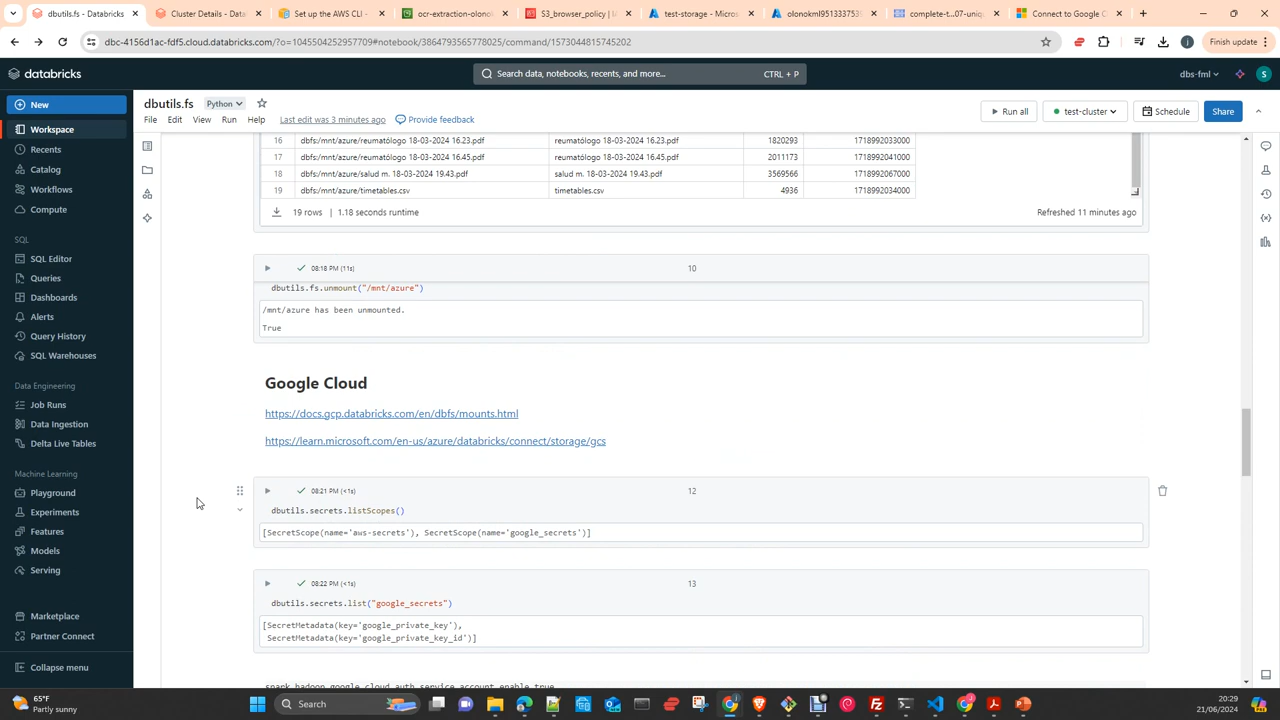 dbutils.fs - Databricks
Cluster Details - Datab
Set up the AWS CLI -
ocr-extraction-olonok
S3_browser_policy | I
test-storage - Micros
olonokml9513337535
complete-t...07-uniq
Connect to Google C
dbc-4156d1ac-fdf5.cloud.databricks.com/?o=1045504252957709#notebook/3864793565778025/command/1573044815745202
Finish update
databricks
Search data, notebooks, recents, and more...
CTRL + P
dbs-fml
S
New
Workspace
Recents
Catalog
Workflows
Compute
SQL
SQL Editor
Queries
Dashboards
Alerts
Query History
SQL Warehouses
Data Engineering
Job Runs
Data Ingestion
Delta Live Tables
Machine Learning
Playground
Experiments
Features
Models
Serving
Marketplace
Partner Connect
Collapse menu
dbutils.fs
Python
File Edit View Run Help
Last edit was 3 minutes ago
Provide feedback
Run all
test-cluster
Schedule
Share
16 dbfs:/mnt/azure/reumatólogo 18-03-2024 16.23.pdf reumatólogo 18-03-2024 16.23.pdf 1820293 1718992033000
17 dbfs:/mnt/azure/reumatólogo 18-03-2024 16.45.pdf reumatólogo 18-03-2024 16.45.pdf 2011173 1718992041000
18 dbfs:/mnt/azure/salud m. 18-03-2024 19.43.pdf salud m. 18-03-2024 19.43.pdf 3569566 1718992067000
19 dbfs:/mnt/azure/timetables.csv timetables.csv 4936 1718992034000
19 rows | 1.18 seconds runtime
Refreshed 11 minutes ago
08:18 PM (11s) 10
dbutils.fs.unmount("/mnt/azure")
/mnt/azure has been unmounted.
True
Google Cloud
https://docs.gcp.databricks.com/en/dbfs/mounts.html
https://learn.microsoft.com/en-us/azure/databricks/connect/storage/gcs
08:21 PM (<1s) 12
dbutils.secrets.listScopes()
[SecretScope(name='aws-secrets'), SecretScope(name='google_secrets')]
08:22 PM (<1s) 13
dbutils.secrets.list("google_secrets")
[SecretMetadata(key='google_private_key'),
SecretMetadata(key='google_private_key_id')]
spark.hadoop.google.cloud.auth.service.account.enable true
65°F
Partly sunny
Search
20:29
21/06/2024